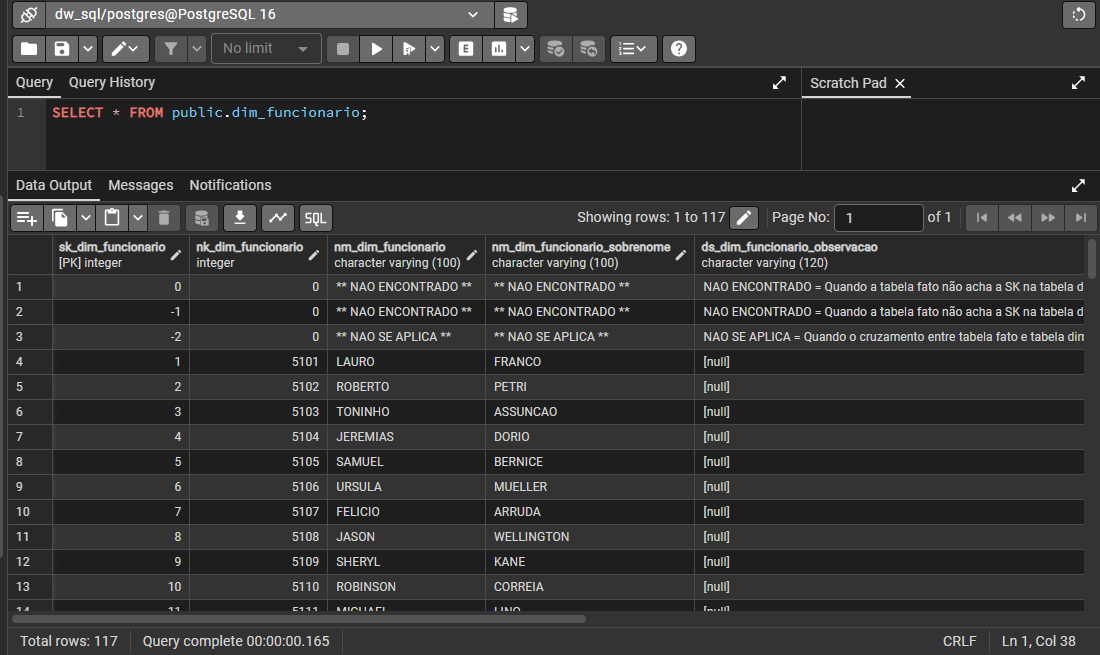 dw_sql/postgres@PostgreSQL 16
No limit
E
Query Query History
Scratch Pad
1 SELECT * FROM public.dim_funcionario;
Data Output Messages Notifications
SQL
Showing rows: 1 to 117
Page No: 1 of 1
sk_dim_funcionario nk_dim_funcionario nm_dim_funcionario nm_dim_funcionario_sobrenome ds_dim_funcionario_observacao
[PK] integer integer character varying (100) character varying (100) character varying (120)
1 0 0 ** NAO ENCONTRADO ** ** NAO ENCONTRADO ** NAO ENCONTRADO = Quando a tabela fato não acha a SK na tabela d
2 -1 0 ** NAO ENCONTRADO ** ** NAO ENCONTRADO ** NAO ENCONTRADO = Quando a tabela fato não acha a SK na tabela d
3 -2 0 ** NAO SE APLICA ** ** NAO SE APLICA ** NAO SE APLICA = Quando o cruzamento entre tabela fato e tabela dim
4 1 5101 LAURO FRANCO [null]
5 2 5102 ROBERTO PETRI [null]
6 3 5103 TONINHO ASSUNCAO [null]
7 4 5104 JEREMIAS DORIO [null]
8 5 5105 SAMUEL BERNICE [null]
9 6 5106 URSULA MUELLER [null]
10 7 5107 FELICIO ARRUDA [null]
11 8 5108 JASON WELLINGTON [null]
12 9 5109 SHERYL KANE [null]
13 10 5110 ROBINSON CORREIA [null]
14 11 5111 MICHAEL LINO [null]
Total rows: 117 Query complete 00:00:00.165 CRLF Ln 1, Col 38